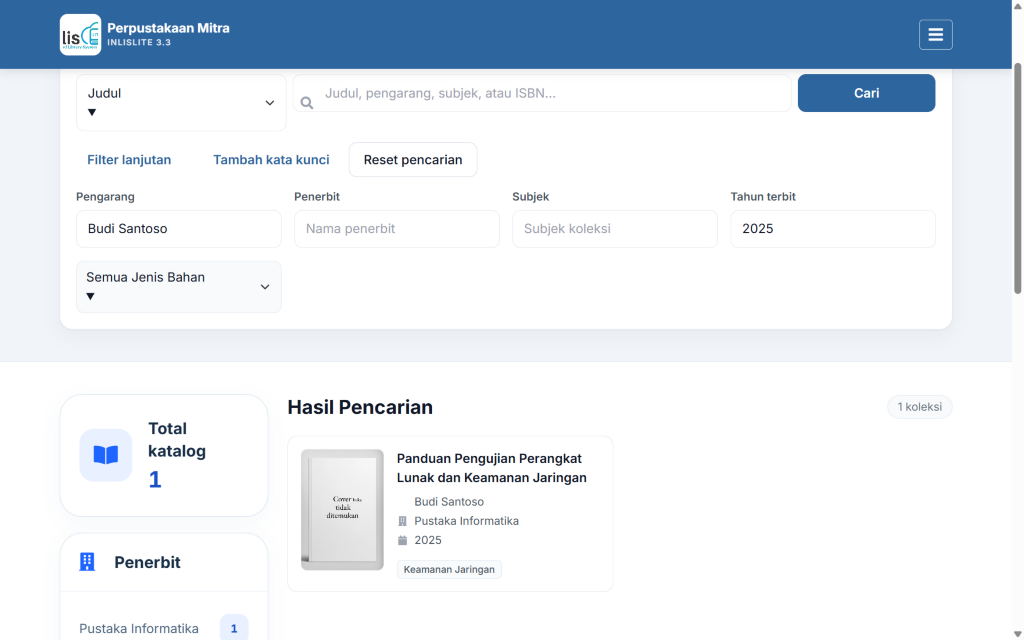 lis
Perpustakaan Mitra
INLISLITE 3.3
Judul
▼
Judul, pengarang, subjek, atau ISBN...
Cari
Filter lanjutan
Tambah kata kunci
Reset pencarian
Pengarang
Penerbit
Subjek
Tahun terbit
Budi Santoso
Nama penerbit
Subjek koleksi
2025
Semua Jenis Bahan
▼
Total
katalog
1
Hasil Pencarian
1 koleksi
Panduan Pengujian Perangkat
Lunak dan Keamanan Jaringan
Budi Santoso
Pustaka Informatika
2025
Keamanan Jaringan
tidak
ditemukan
Penerbit
Pustaka Informatika
1